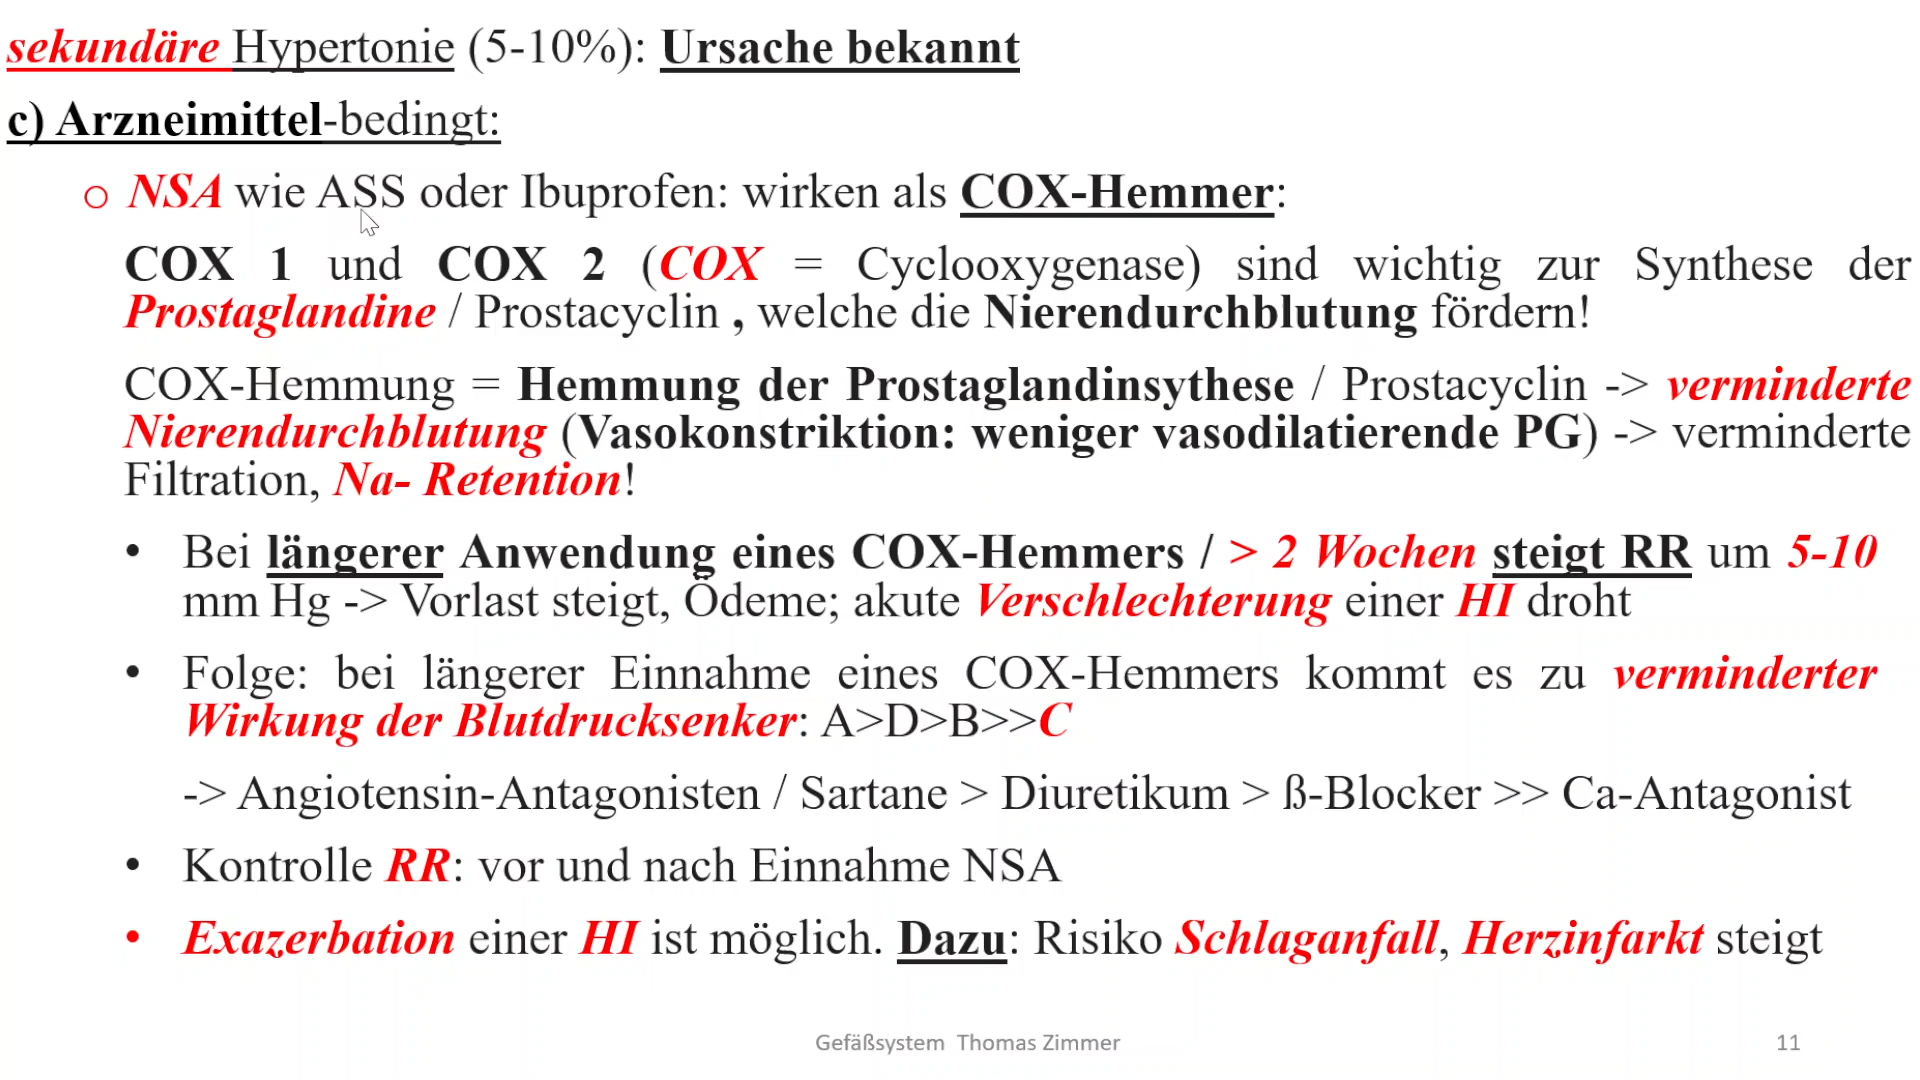 sekundäre Hypertonie (5-10%): Ursache bekannt
c) Arzneimittel-bedingt:
o NSA wie ASS oder Ibuprofen: wirken als COX-Hemmer:
COX 1 und COX 2 (COX = Cyclooxygenase) sind wichtig zur Synthese der
Prostaglandine / Prostacyclin , welche die Nierendurchblutung fördern!
COX-Hemmung = Hemmung der Prostaglandinsythese / Prostacyclin -> verminderte
Nierendurchblutung (Vasokonstriktion: weniger vasodilatierende PG) -> verminderte
Filtration, Na- Retention!
• Bei längerer Anwendung eines COX-Hemmers / > 2 Wochen steigt RR um 5-10
mm Hg -> Vorlast steigt, Ödeme; akute Verschlechterung einer HI droht
• Folge: bei längerer Einnahme eines COX-Hemmers kommt es zu verminderter
Wirkung der Blutdrucksenker: A>D>B>>C
-> Angiotensin-Antagonisten / Sartane > Diuretikum > ß-Blocker >> Ca-Antagonist
• Kontrolle RR: vor und nach Einnahme NSA
• Exazerbation einer HI ist möglich. Dazu: Risiko Schlaganfall, Herzinfarkt steigt
Gefäßsystem Thomas Zimmer
11